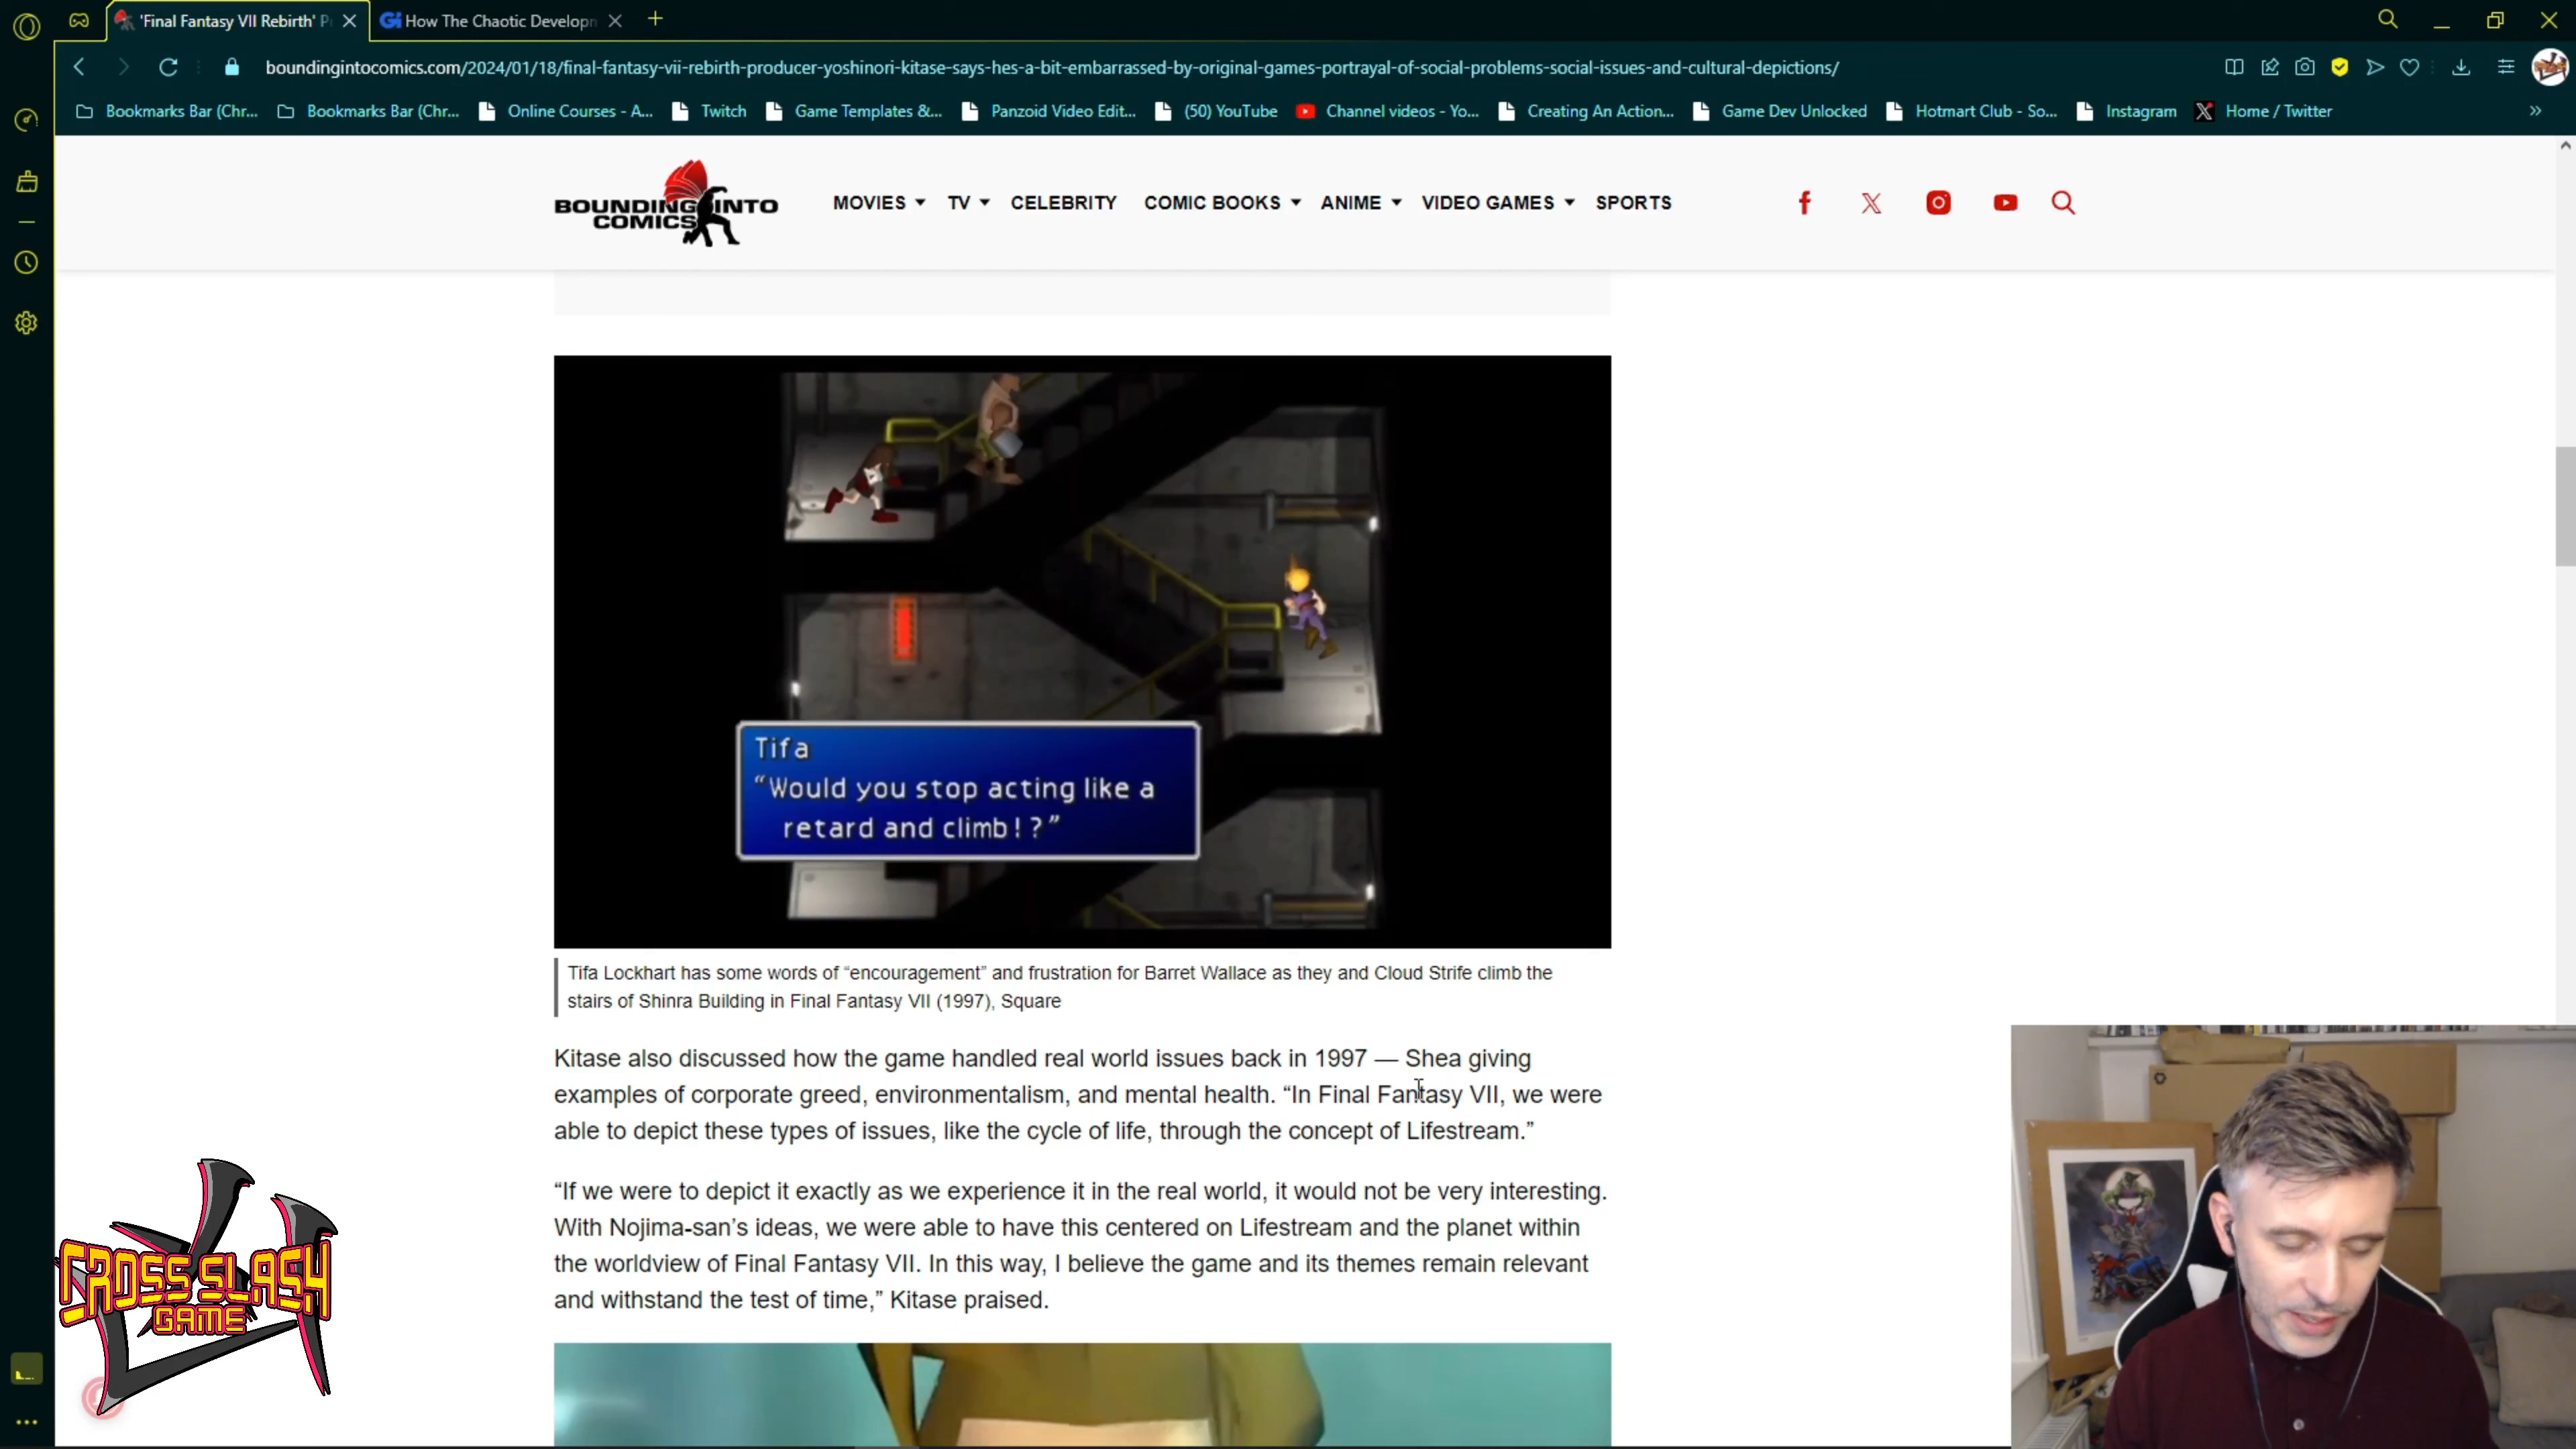 'Final Fantasy VII Rebirth' P
How The Chaotic Developm
boundingintocomics.com/2024/01/18/final-fantasy-vii-rebirth-producer-yoshinori-kitase-says-hes-a-bit-embarrassed-by-original-games-portrayal-of-social-problems-social-issues-and-cultural-depictions/
Bookmarks Bar (Chr... Bookmarks Bar (Chr... Online Courses - A... Twitch Game Templates &... Panzoid Video Edit... (50) YouTube Channel videos - Yo... Creating An Action... Game Dev Unlocked Hotmart Club - So... Instagram Home / Twitter
BOUNDING INTO
COMICS
MOVIES TV CELEBRITY COMIC BOOKS ANIME VIDEO GAMES SPORTS
Tifa
“Would you stop acting like a
retard and climb!?”
Tifa Lockhart has some words of “encouragement” and frustration for Barret Wallace as they and Cloud Strife climb the
stairs of Shinra Building in Final Fantasy VII (1997), Square
Kitase also discussed how the game handled real world issues back in 1997 — Shea giving
examples of corporate greed, environmentalism, and mental health. “In Final Fantasy VII, we were
able to depict these types of issues, like the cycle of life, through the concept of Lifestream.”
“If we were to depict it exactly as we experience it in the real world, it would not be very interesting.
With Nojima-san’s ideas, we were able to have this centered on Lifestream and the planet within
the worldview of Final Fantasy VII. In this way, I believe the game and its themes remain relevant
and withstand the test of time,” Kitase praised.
CROSS SLASH
GAME